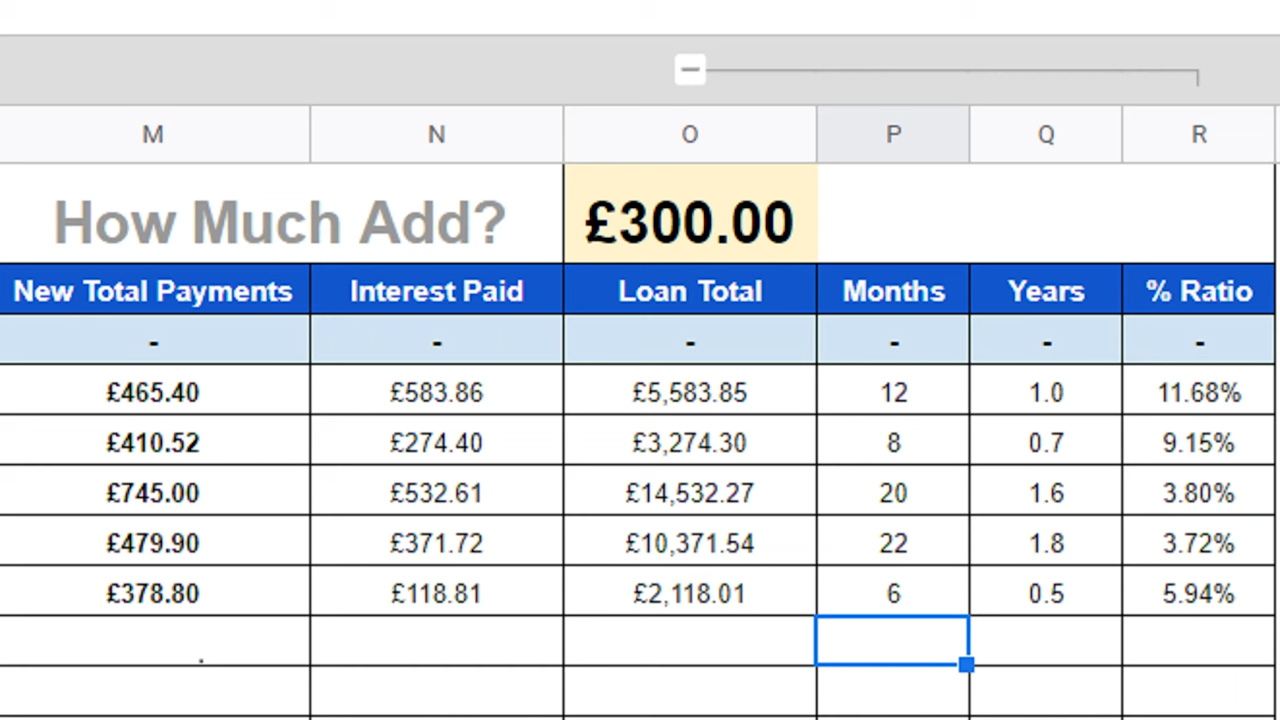 M N O P Q R
How Much Add? £300.00
New Total Payments Interest Paid Loan Total Months Years % Ratio
- - - - - -
£465.40 £583.86 £5,583.85 12 1.0 11.68%
£410.52 £274.40 £3,274.30 8 0.7 9.15%
£745.00 £532.61 £14,532.27 20 1.6 3.80%
£479.90 £371.72 £10,371.54 22 1.8 3.72%
£378.80 £118.81 £2,118.01 6 0.5 5.94%